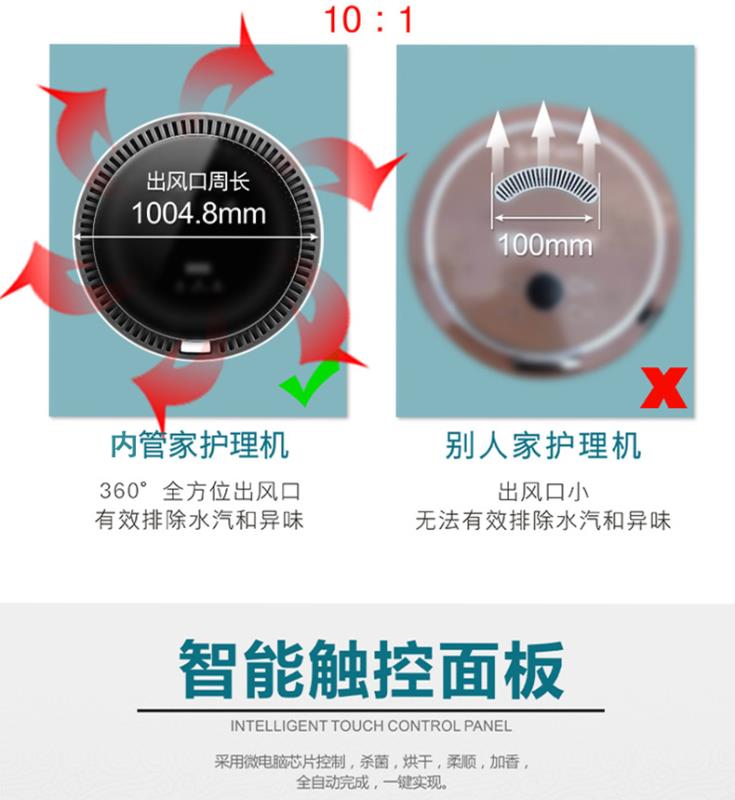 10：1
出风口周长
1004.8mm
100mm
内管家护理机
360°全方位出风口
有效排除水汽和异味
别人家护理机
出风口小
无法有效排除水汽和异味
智能触控面板
INTELLIGENT TOUCH CONTROL PANEL
采用微电脑芯片控制，杀菌，烘干，柔顺，加香，
全自动完成，一键实现。